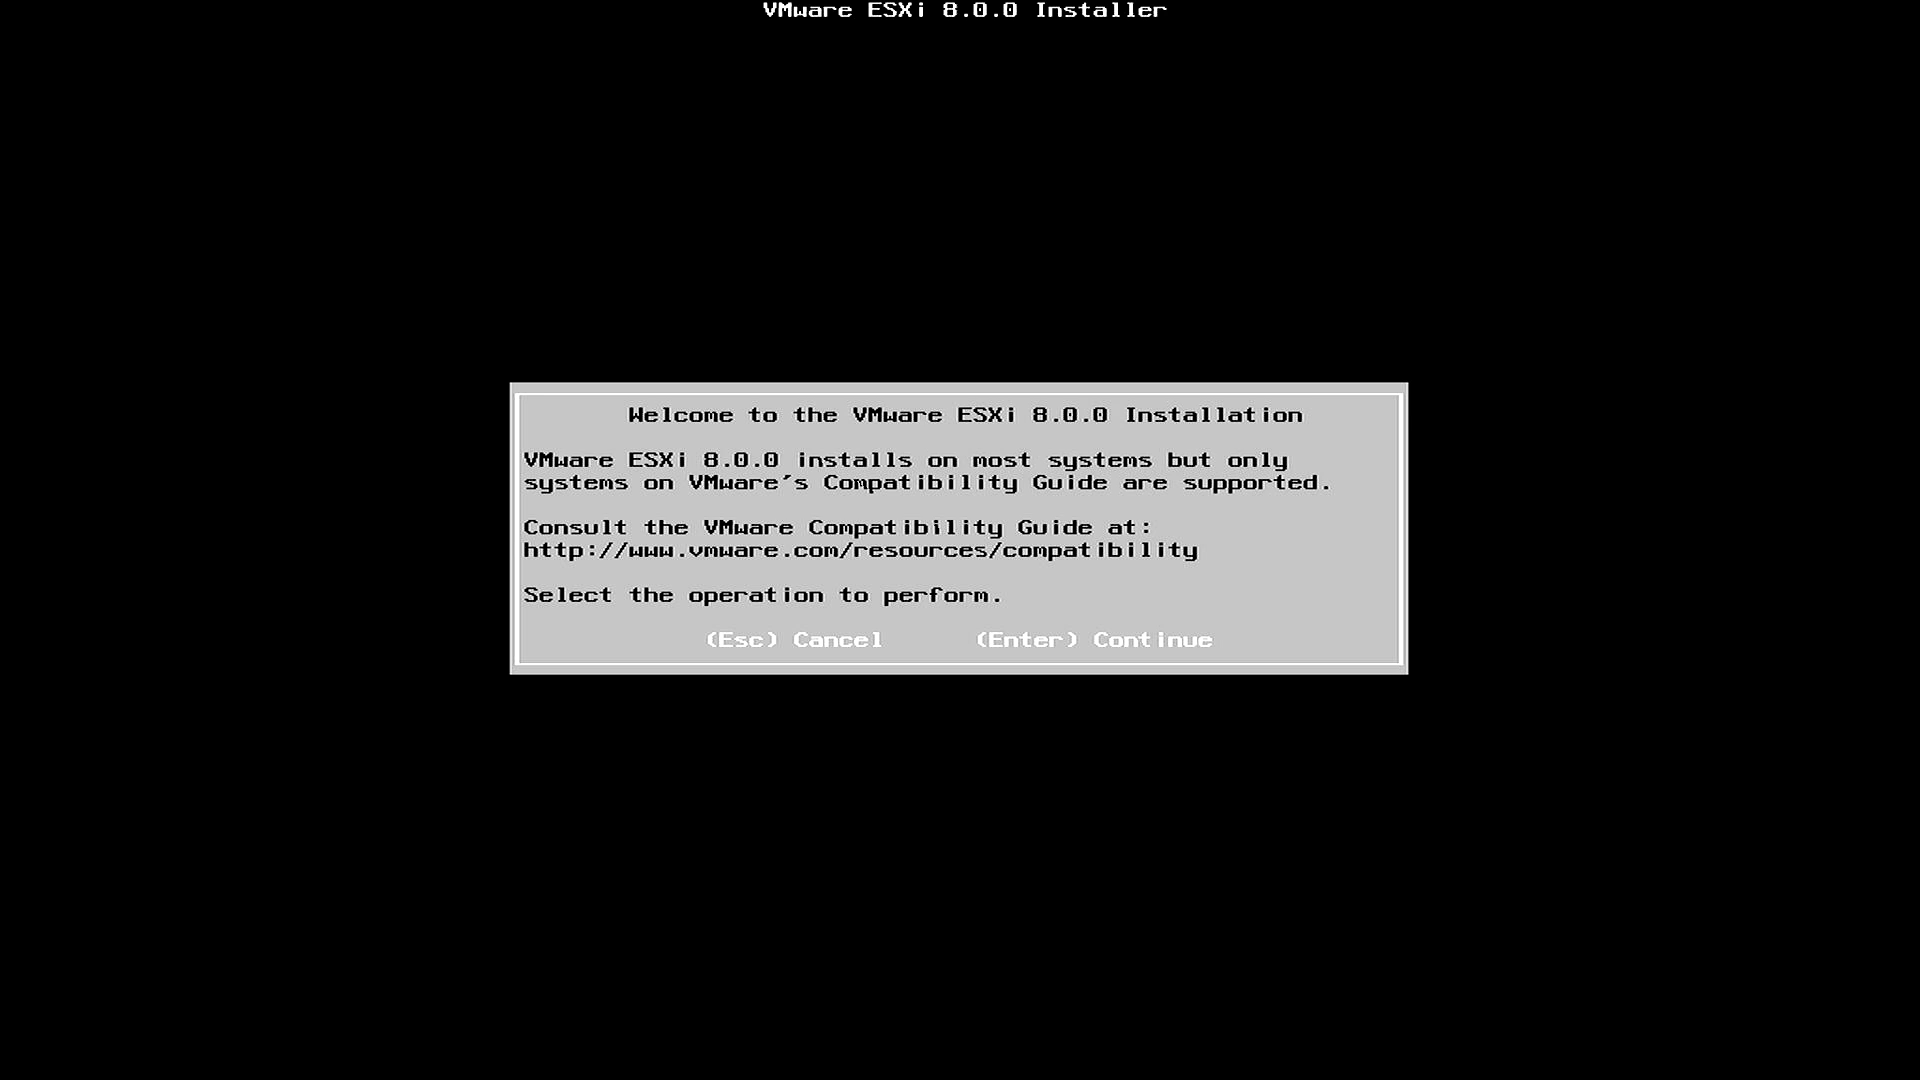 VMware ESXi 8.0.0 Installer
Welcome to the VMware ESXi 8.0.0 Installation
VMware ESXi 8.0.0 installs on most systems but only
systems on VMware's Compatibility Guide are supported.
Consult the VMware Compatibility Guide at:
http://www.vmware.com/resources/compatibility
Select the operation to perform.
(Esc) Cancel (Enter) Continue